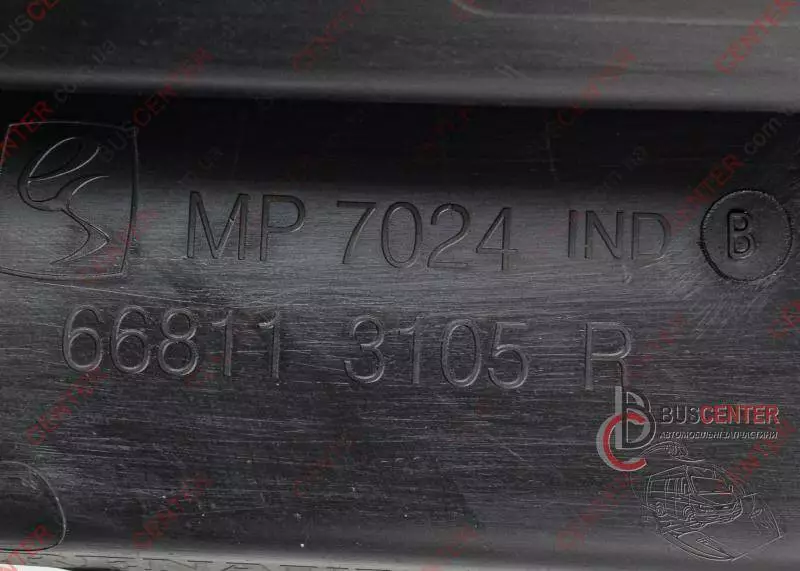 MP 7024 IND B
66811 3105 R
BUSCENTER
АВТОМОБІЛЬНІ ЗАПЧАСТИНИ